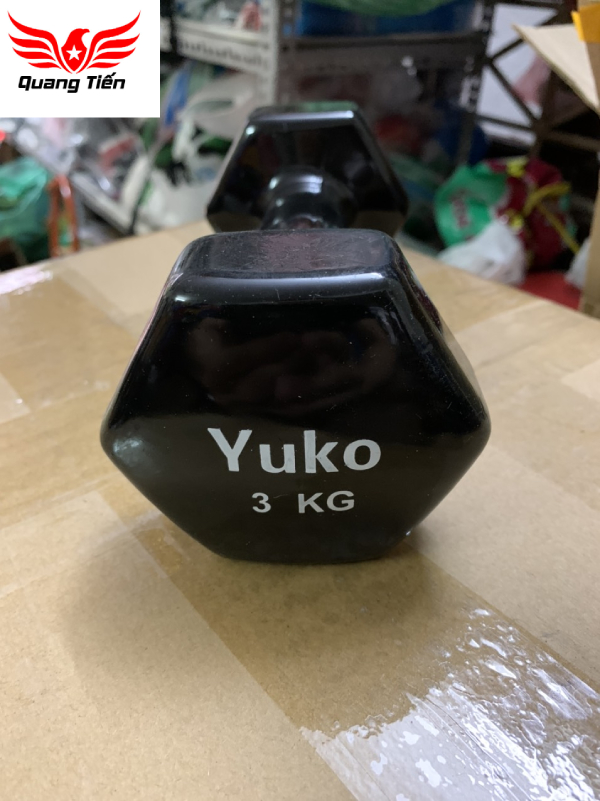 Quang Tiến
Yuko
3 KG